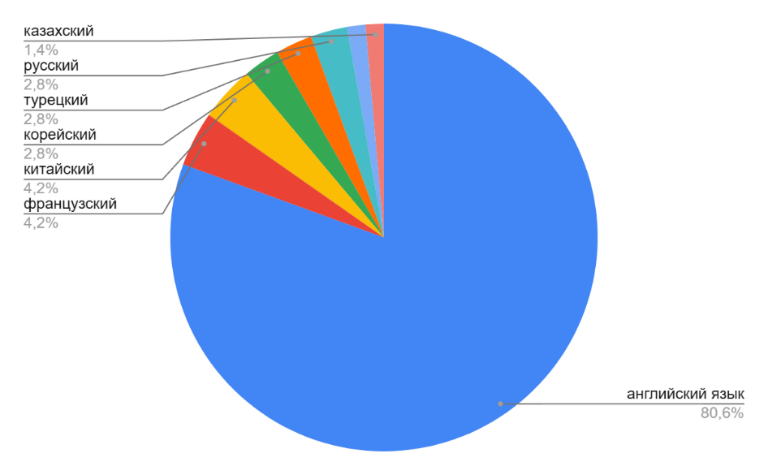 казахский
1,4%
русский
2,8%
турецкий
2,8%
корейский
2,8%
китайский
4,2%
французский
4,2%
английский язык
80,6%